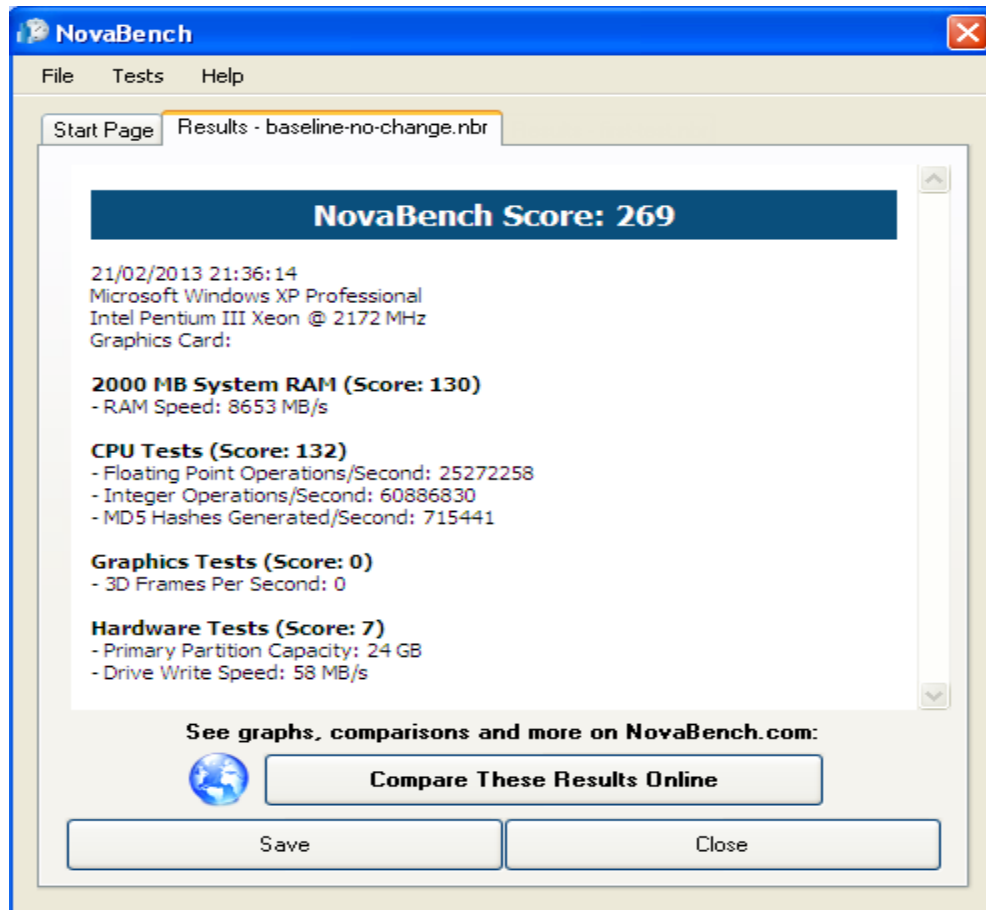 NovaBench
File Tests Help
Start Page Results - baseline-no-change.nbr
NovaBench Score: 269
21/02/2013 21:36:14
Microsoft Windows XP Professional
Intel Pentium III Xeon @ 2172 MHz
Graphics Card:
2000 MB System RAM (Score: 130)
- RAM Speed: 8653 MB/s
CPU Tests (Score: 132)
- Floating Point Operations/Second: 25272258
- Integer Operations/Second: 60886830
- MD5 Hashes Generated/Second: 715441
Graphics Tests (Score: 0)
- 3D Frames Per Second: 0
Hardware Tests (Score: 7)
- Primary Partition Capacity: 24 GB
- Drive Write Speed: 58 MB/s
See graphs, comparisons and more on NovaBench.com:
Compare These Results Online
Save Close